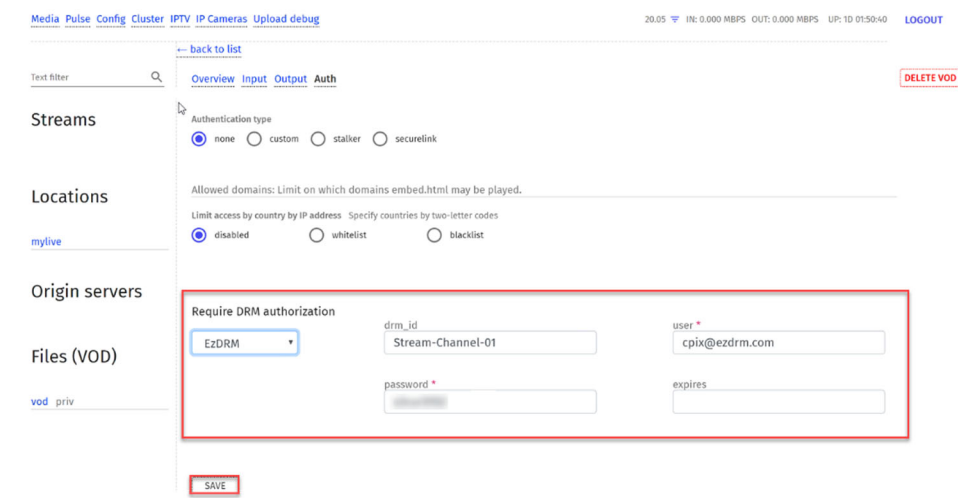 Media Pulse Config Cluster IPTV IP Cameras Upload debug 20.05 IN: 0.000 MBPS OUT: 0.000 MBPS UP: 1D 01:50:40 LOGOUT
← back to list
Text filter
Overview Input Output Auth DELETE VOD
Streams
Authentication type
none custom stalker securelink
Locations
Allowed domains: Limit on which domains embed.html may be played.
Limit access by country by IP address Specify countries by two-letter codes
mylive
disabled whitelist blacklist
Origin servers
Require DRM authorization
drm_id user *
EzDRM Stream-Channel-01 cpix@ezdrm.com
Files (VOD)
password * expires
vod priv
SAVE